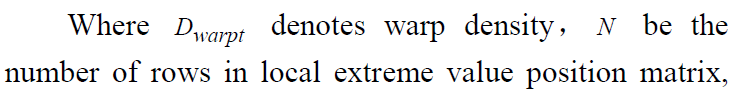 Where D_warpt denotes warp density， N be the
number of rows in local extreme value position matrix,